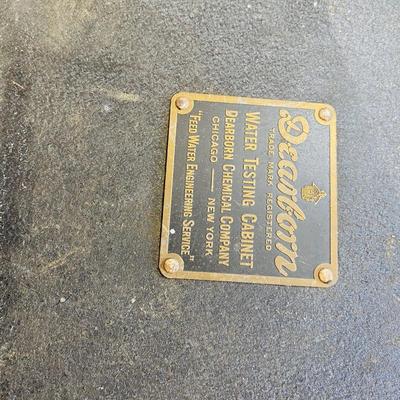 Dearborn
TRADE MARK REGISTERED
WATER TESTING CABINET
DEARBORN CHEMICAL COMPANY
CHICAGO — NEW YORK
"FEED WATER ENGINEERING SERVICE"